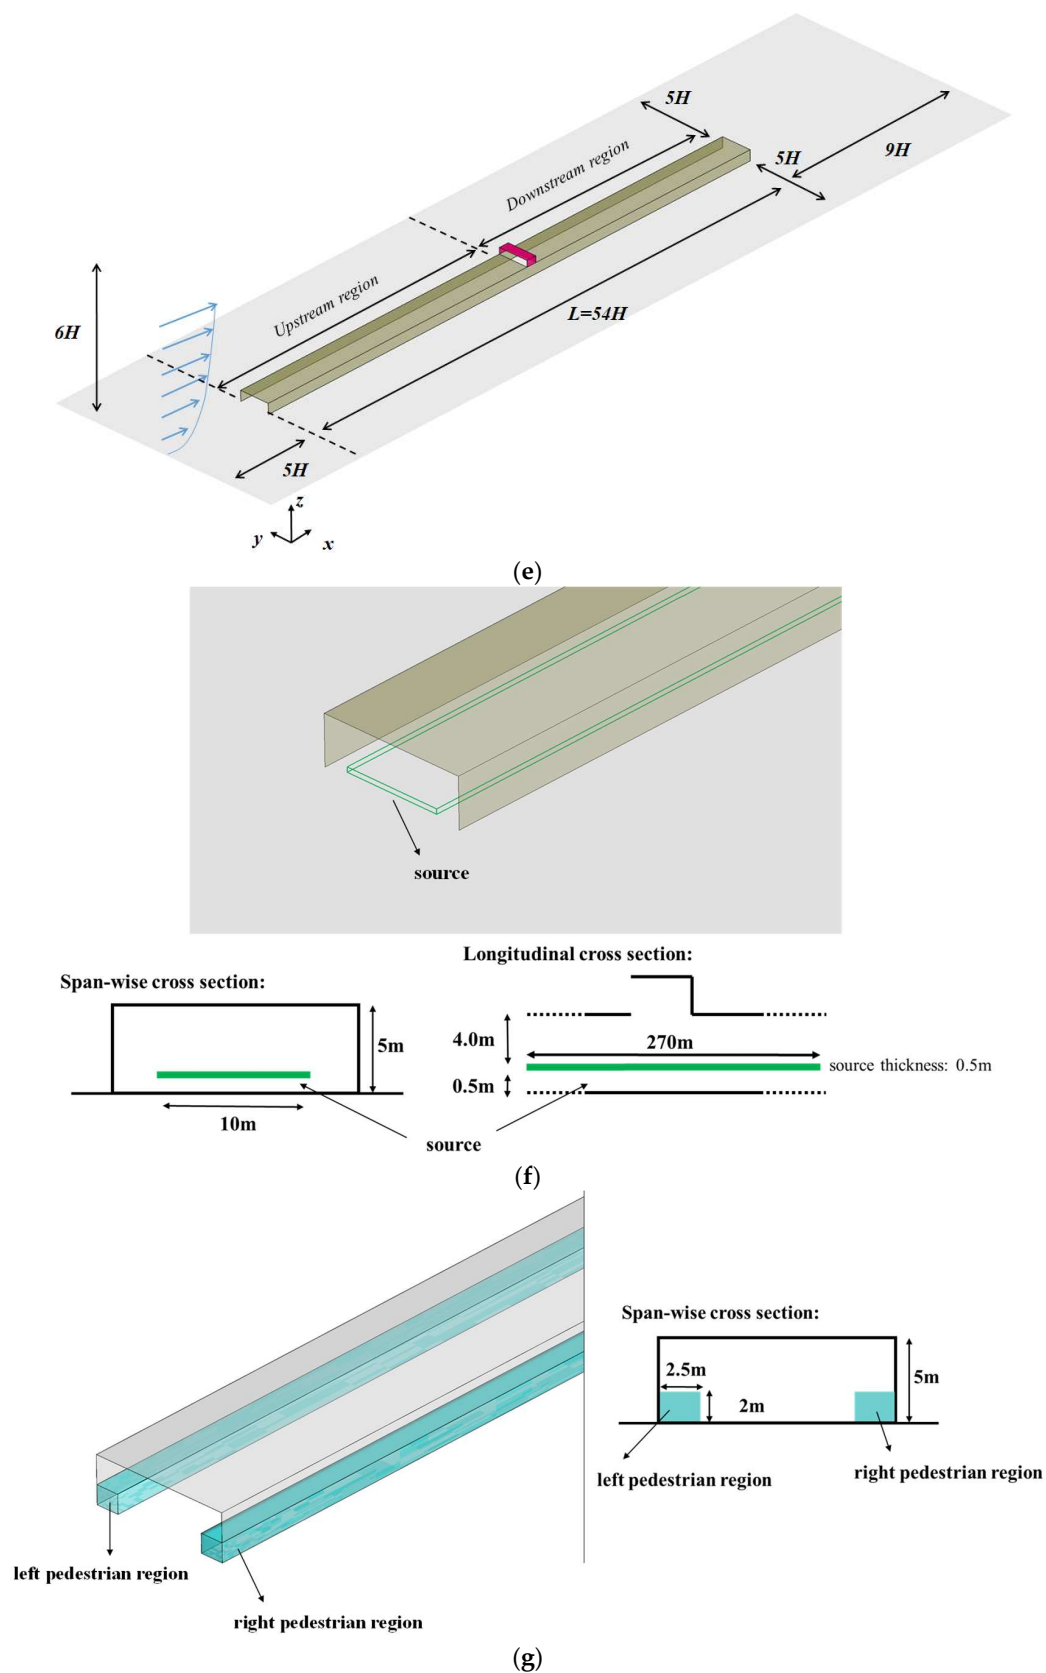 5H
5H
9H
Downstream region
Upstream region
L=54H
6H
5H
z
y
x
(e)
source
Longitudinal cross section:
Span-wise cross section:
5m
4.0m
270m
source thickness: 0.5m
0.5m
10m
source
(f)
Span-wise cross section:
2.5m
5m
2m
left pedestrian region
right pedestrian region
left pedestrian region
right pedestrian region
(g)